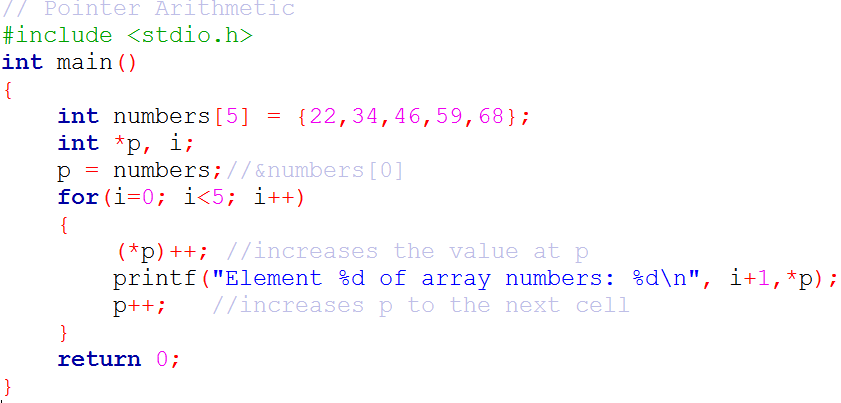 // Pointer Arithmetic
#include <stdio.h>
int main()
{
    int numbers[5] = {22,34,46,59,68};
    int *p, i;
    p = numbers;//&numbers[0]
    for(i=0; i<5; i++)
    {
        (*p)++; //increases the value at p
        printf("Element %d of array numbers: %d\n", i+1,*p);
        p++;   //increases p to the next cell
    }
    return 0;
}